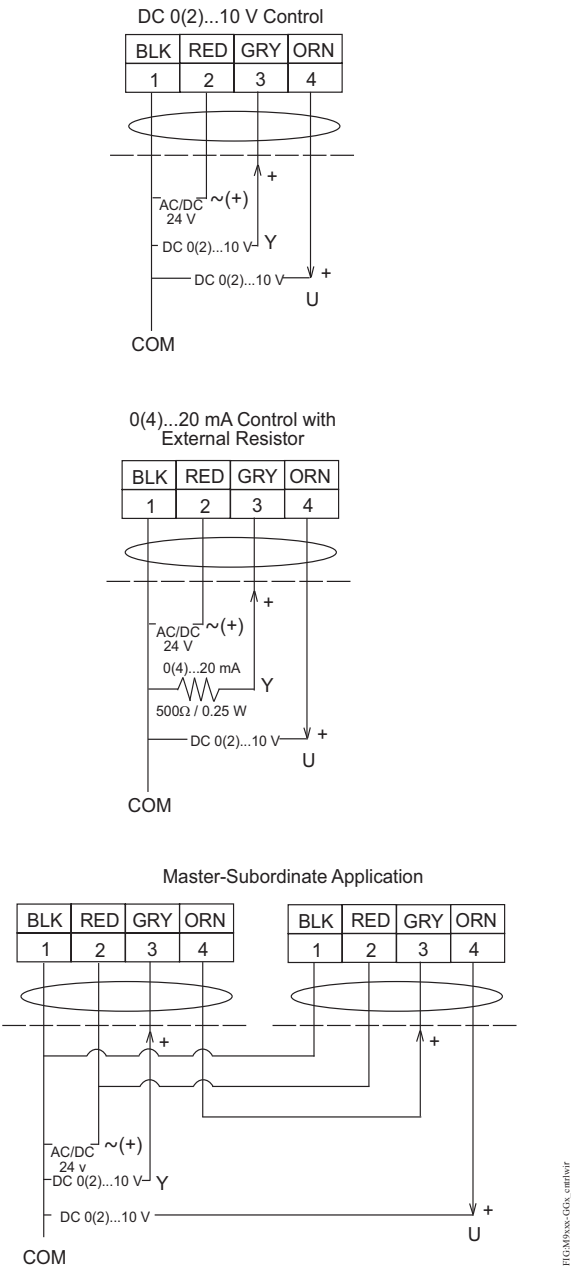 DC 0(2)...10 V Control
BLK RED GRY ORN
1 2 3 4
+
AC/DC ~(+)
24 V
DC 0(2)...10 V Y
DC 0(2)...10 V +
U
COM
0(4)...20 mA Control with
External Resistor
BLK RED GRY ORN
1 2 3 4
+
AC/DC ~(+)
24 V
0(4)...20 mA
Y
500Ω / 0.25 W
DC 0(2)...10 V +
U
COM
Master-Subordinate Application
BLK RED GRY ORN BLK RED GRY ORN
1 2 3 4 1 2 3 4
+ +
AC/DC ~(+)
24 v
DC 0(2)...10 V Y
DC 0(2)...10 V +
U
COM
FIG:M9xxx-GGx_cntrlwir